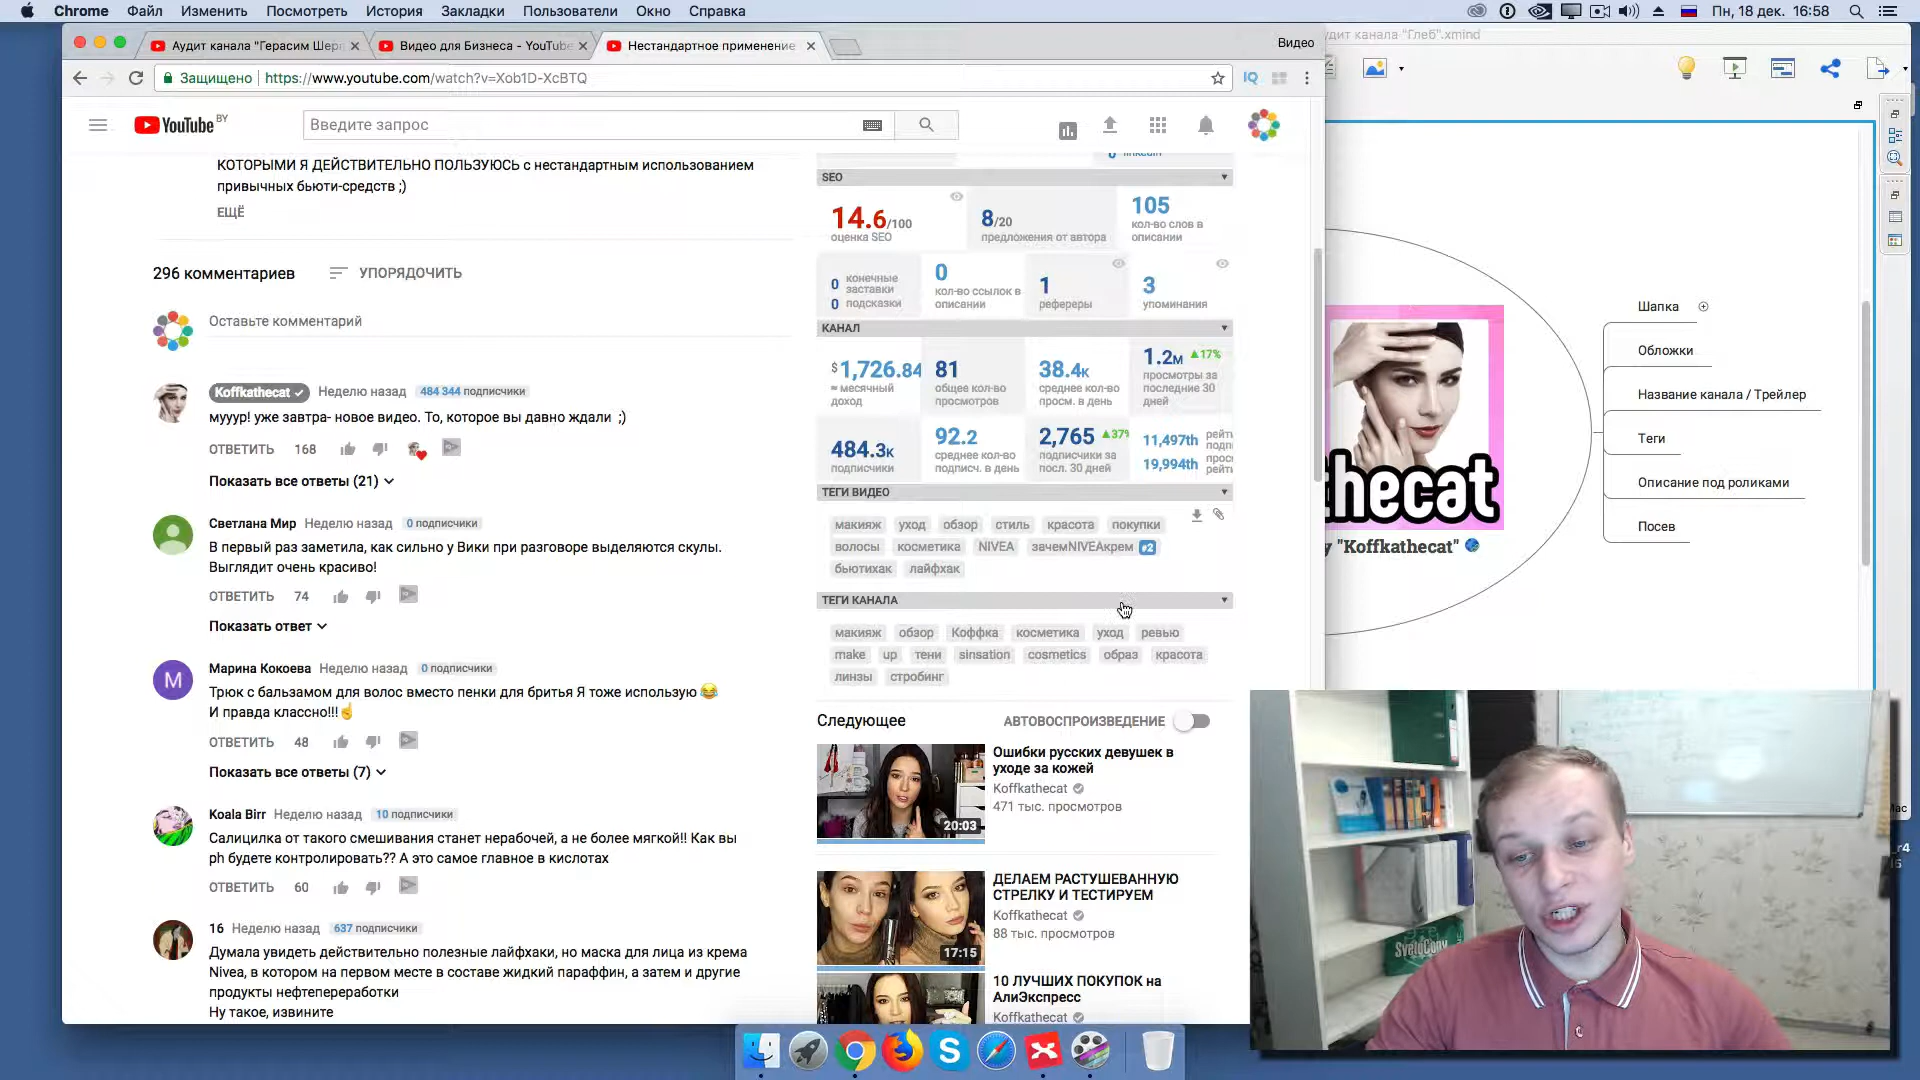 Chrome Файл Изменить Просмотреть История Закладки Пользователи Окно Справка
Пн, 18 дек. 16:58
Аудит канала "Герасим
Видео для Бизнеса - YouTube
Нестандартное применение
Видео
удит канала "Глеб".xmind
Защищено https://www.youtube.com/watch?v=Xob1D-XcBTQ
IQ
YouTube BY
Введите запрос
КОТОРЫМИ Я ДЕЙСТВИТЕЛЬНО ПОЛЬЗУЮСЬ с нестандартным использованием
привычных бьюти-средств ;)
ЕЩЁ
296 комментариев УПОРЯДОЧИТЬ
Оставьте комментарий
Koffkathecat Неделю назад 484 344 подписчики
мууур! уже завтра- новое видео. То, которое вы давно ждали ;)
ОТВЕТИТЬ 168
Показать все ответы (21)
Светлана Мир Неделю назад 0 подписчики
В первый раз заметила, как сильно у Вики при разговоре выделяются скулы.
Выглядит очень красиво!
ОТВЕТИТЬ 74
Показать ответ
М
Марина Кокоева Неделю назад 0 подписчики
Трюк с бальзамом для волос вместо пенки для бритья Я тоже использую 😂
И правда классно!!!☝
ОТВЕТИТЬ 48
Показать все ответы (7)
Koala Birr Неделю назад 10 подписчики
Салицилка от такого смешивания станет нерабочей, а не более мягкой!! Как вы
ph будете контролировать?? А это самое главное в кислотах
ОТВЕТИТЬ 60
16 Неделю назад 637 подписчики
Думала увидеть действительно полезные лайфхаки, но маска для лица из крема
Nivea, в котором на первом месте в составе жидкий параффин, а затем и другие
продукты нефтепереработки
Ну такое, извините
0 linkedin
SEO
14.6/100
оценка SEO
8/20
предложения от автора
105
кол-во слов в
описании
0 конечные
заставки
0 подсказки
0
кол-во ссылок в
описании
1
рефереры
3
упоминания
КАНАЛ
$1,726.84
≈ месячный
доход
81
общее кол-во
просмотров
38.4к
среднее кол-во
просм. в день
1.2м ▲17%
просмотры за
последние 30
дней
484.3к
подписчики
92.2
среднее кол-во
подписч. в день
2,765 ▲37%
подписчики за
посл. 30 дней
11,497th
19,994th
ТЕГИ ВИДЕО
макияж уход обзор стиль красота покупки
волосы косметика NIVEA зачемNIVEAкрем #2
бьютихак лайфхак
ТЕГИ КАНАЛА
макияж обзор Коффка косметика уход ревью
make up тени sinsation cosmetics образ красота
линзы стробинг
Следующее АВТОВОСПРОИЗВЕДЕНИЕ
20:03
Ошибки русских девушек в
уходе за кожей
Koffkathecat
471 тыс. просмотров
17:15
ДЕЛАЕМ РАСТУШЕВАННУЮ
СТРЕЛКУ И ТЕСТИРУЕМ
Koffkathecat
88 тыс. просмотров
10 ЛУЧШИХ ПОКУПОК на
АлиЭкспресс
Koffkathecat
thecat
"Koffkathecat"
Шапка
Обложки
Название канала / Трейлер
Теги
Описание под роликами
Посев
SvetoCopy